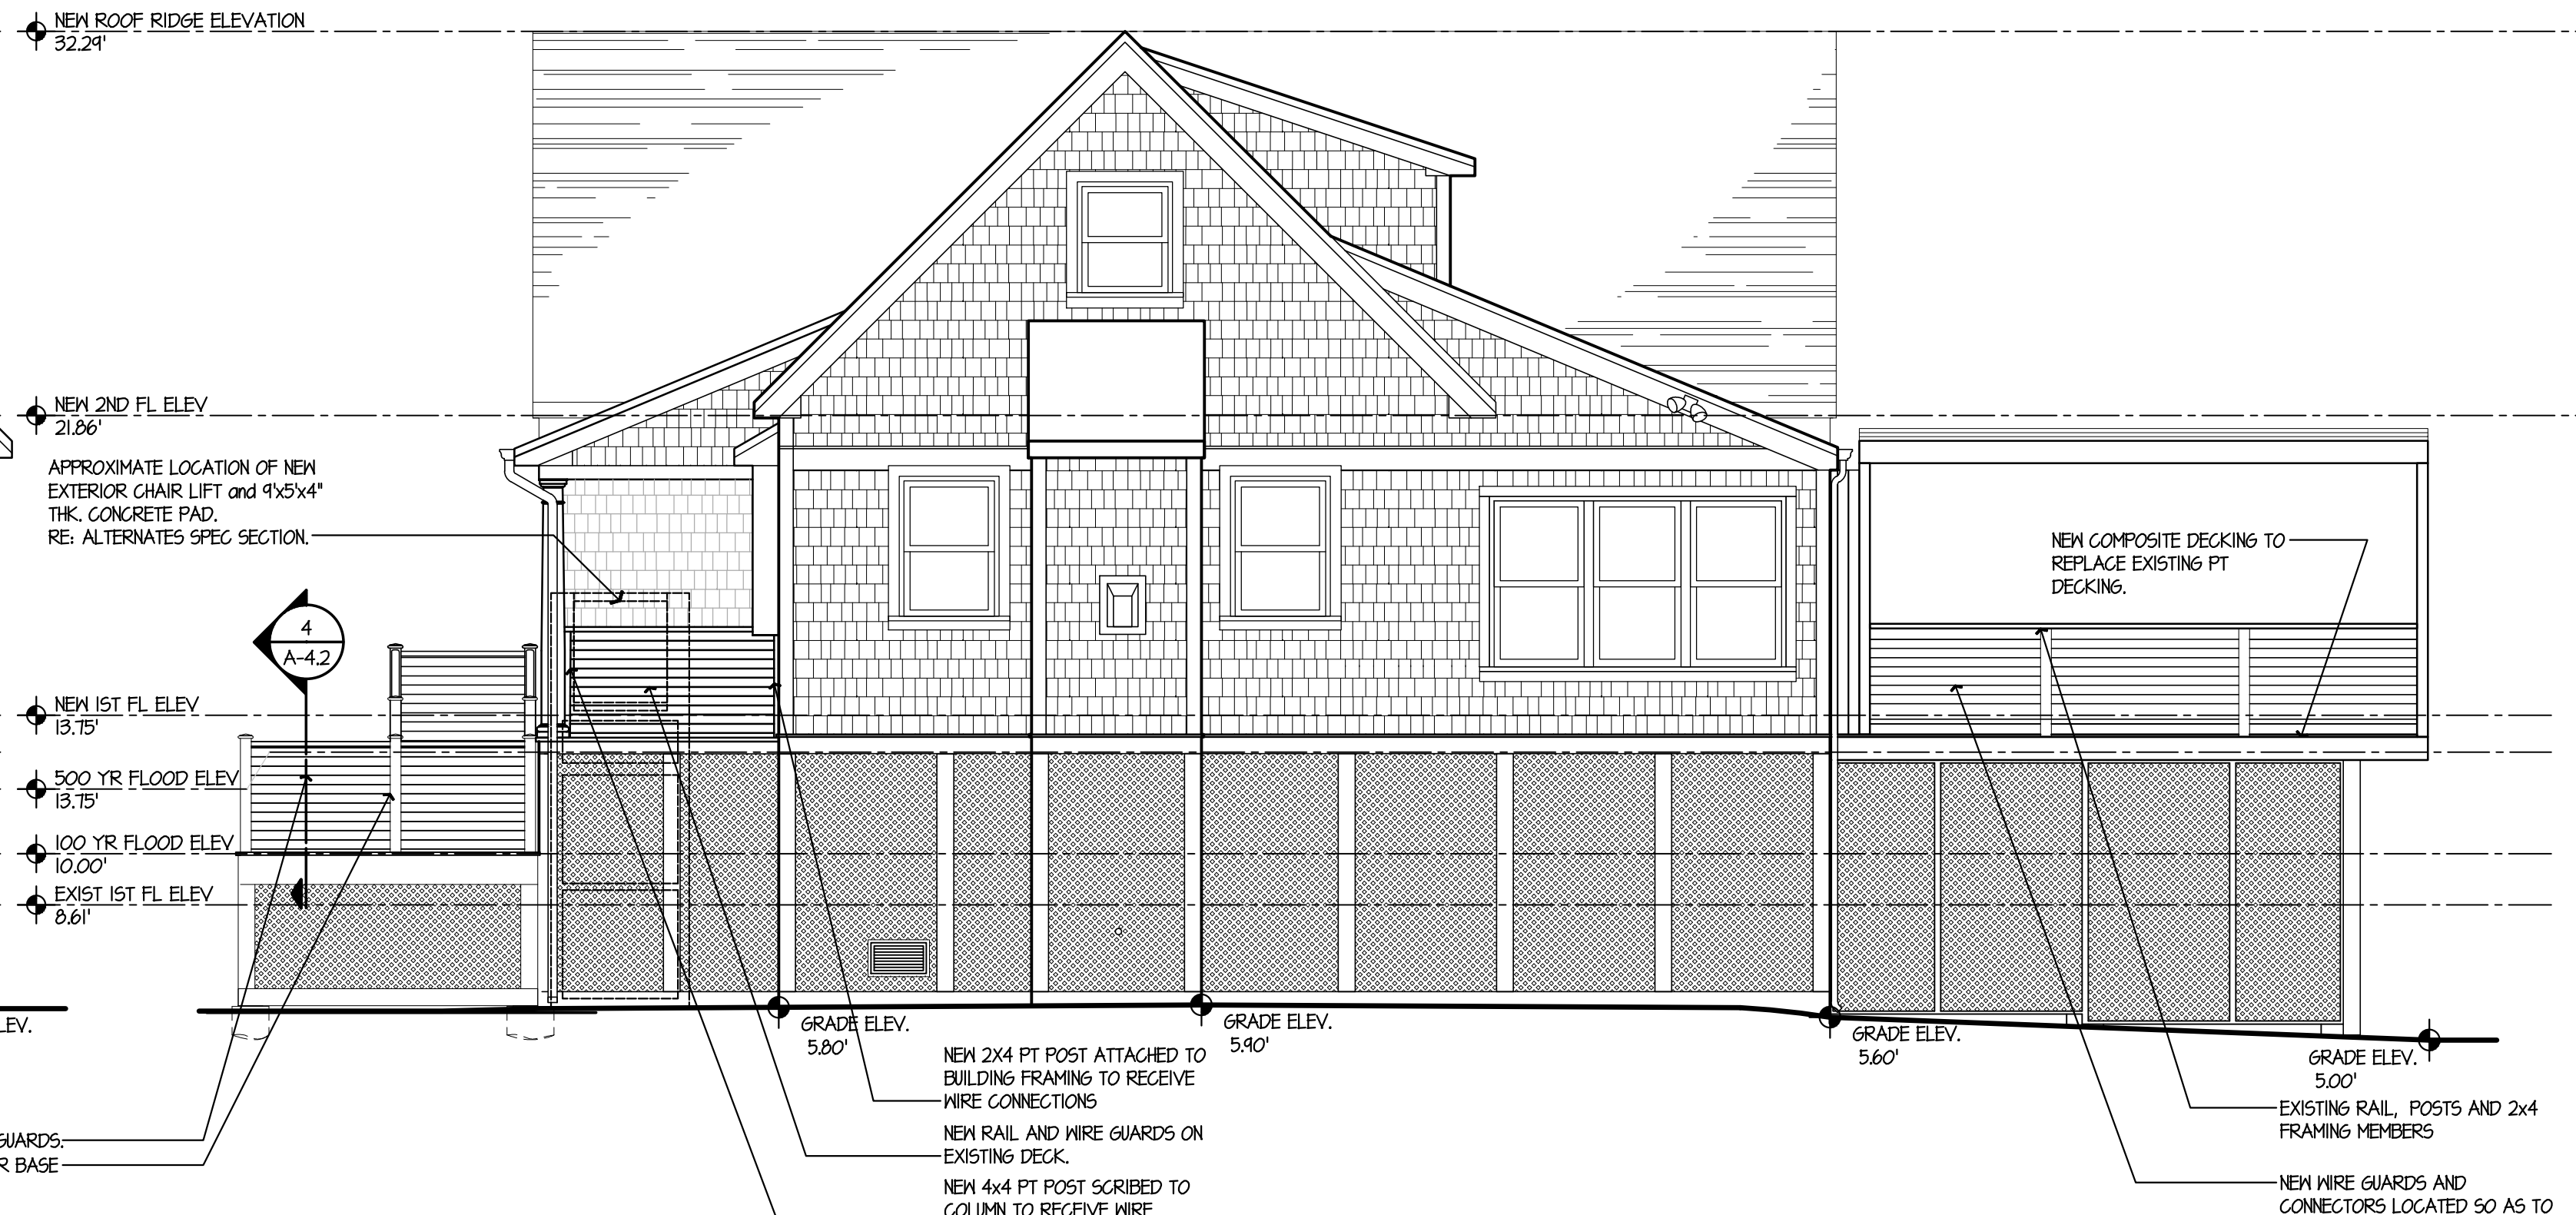 NEW ROOF RIDGE ELEVATION
32.29'
NEW 2ND FL ELEV
21.86'
APPROXIMATE LOCATION OF NEW
EXTERIOR CHAIR LIFT and 9'x5'x4"
THK. CONCRETE PAD.
RE: ALTERNATES SPEC SECTION.
4
A-4.2
NEW 1ST FL ELEV
13.75'
500 YR FLOOD ELEV
13.75'
100 YR FLOOD ELEV
10.00'
EXIST 1ST FL ELEV
8.61'
NEW COMPOSITE DECKING TO
REPLACE EXISTING PT
DECKING.
LEV.
GRADE ELEV.
5.80'
GRADE ELEV.
5.90'
GRADE ELEV.
5.60'
GRADE ELEV.
5.00'
GUARDS.
R BASE
NEW 2X4 PT POST ATTACHED TO
BUILDING FRAMING TO RECEIVE
WIRE CONNECTIONS
NEW RAIL AND WIRE GUARDS ON
EXISTING DECK.
NEW 4x4 PT POST SCRIBED TO
COLUMN TO RECEIVE WIRE
EXISTING RAIL, POSTS AND 2x4
FRAMING MEMBERS
NEW WIRE GUARDS AND
CONNECTORS LOCATED SO AS TO